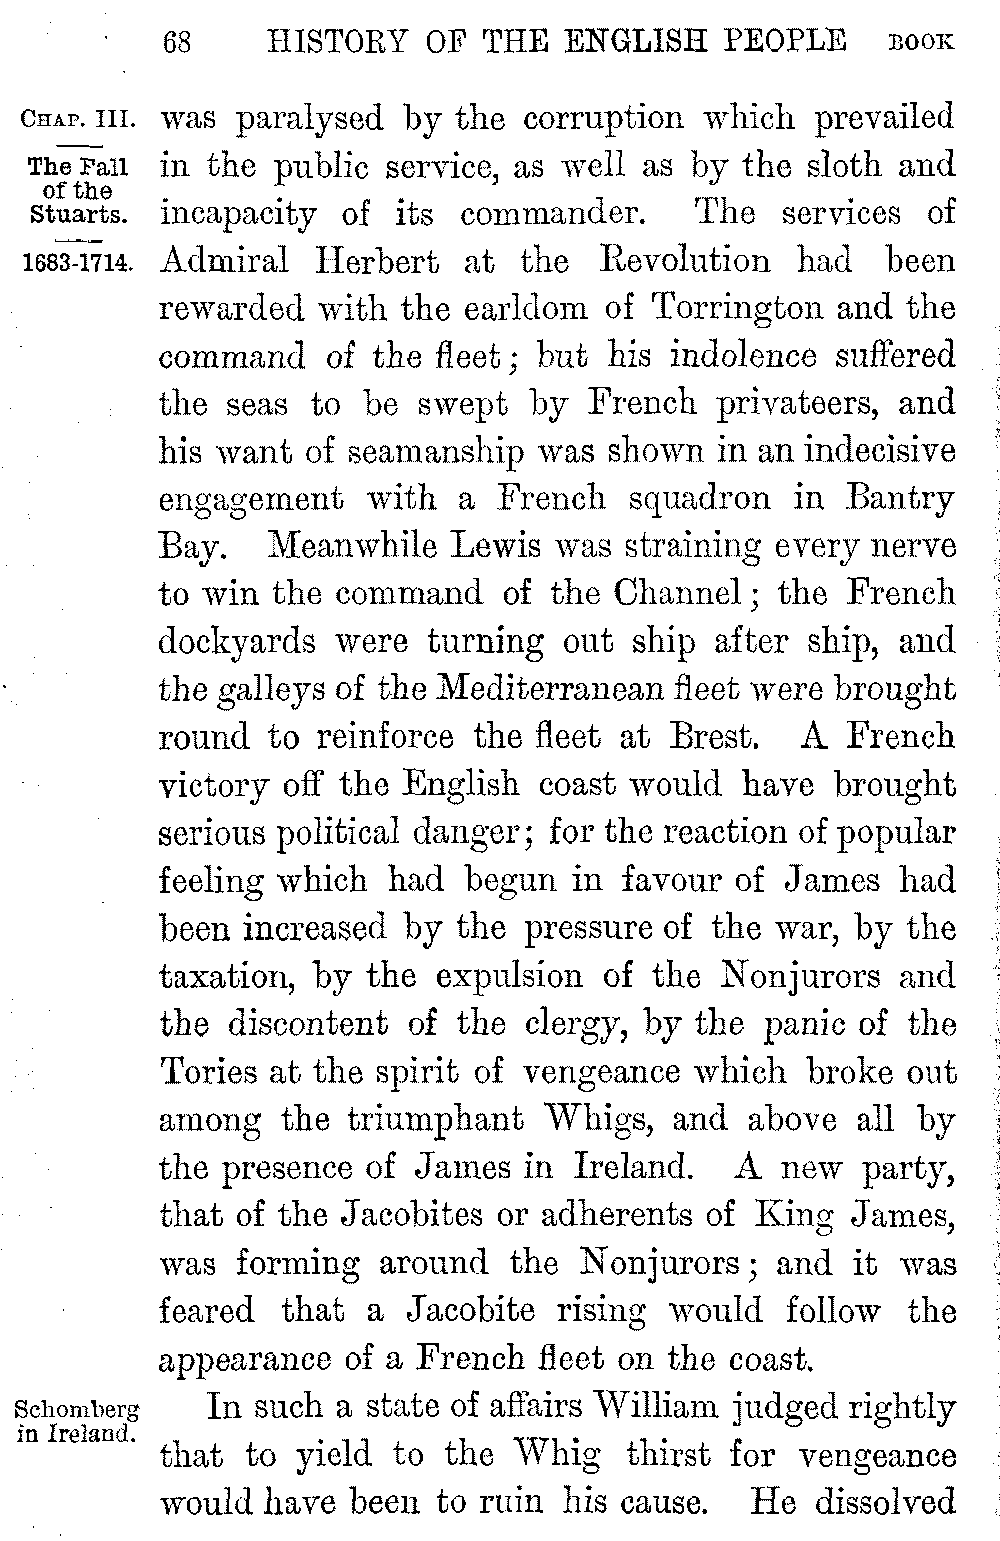 68 HISTORY OF THE ENGLISH PEOPLE BOOK
CHAP. III.
The Fall
of the
Stuarts.
1683-1714.
was paralysed by the corruption which prevailed
in the public service, as well as by the sloth and
incapacity of its commander. The services of
Admiral Herbert at the Revolution had been
rewarded with the earldom of Torrington and the
command of the fleet; but his indolence suffered
the seas to be swept by French privateers, and
his want of seamanship was shown in an indecisive
engagement with a French squadron in Bantry
Bay. Meanwhile Lewis was straining every nerve
to win the command of the Channel; the French
dockyards were turning out ship after ship, and
the galleys of the Mediterranean fleet were brought
round to reinforce the fleet at Brest. A French
victory off the English coast would have brought
serious political danger; for the reaction of popular
feeling which had begun in favour of James had
been increased by the pressure of the war, by the
taxation, by the expulsion of the Nonjurors and
the discontent of the clergy, by the panic of the
Tories at the spirit of vengeance which broke out
among the triumphant Whigs, and above all by
the presence of James in Ireland. A new party,
that of the Jacobites or adherents of King James,
was forming around the Nonjurors; and it was
feared that a Jacobite rising would follow the
appearance of a French fleet on the coast.
Schomberg
in Ireland.
In such a state of affairs William judged rightly
that to yield to the Whig thirst for vengeance
would have been to ruin his cause. He dissolved